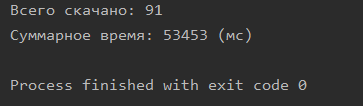 Всего скачано: 91
Суммарное время: 53453 (мс)
Process finished with exit code 0